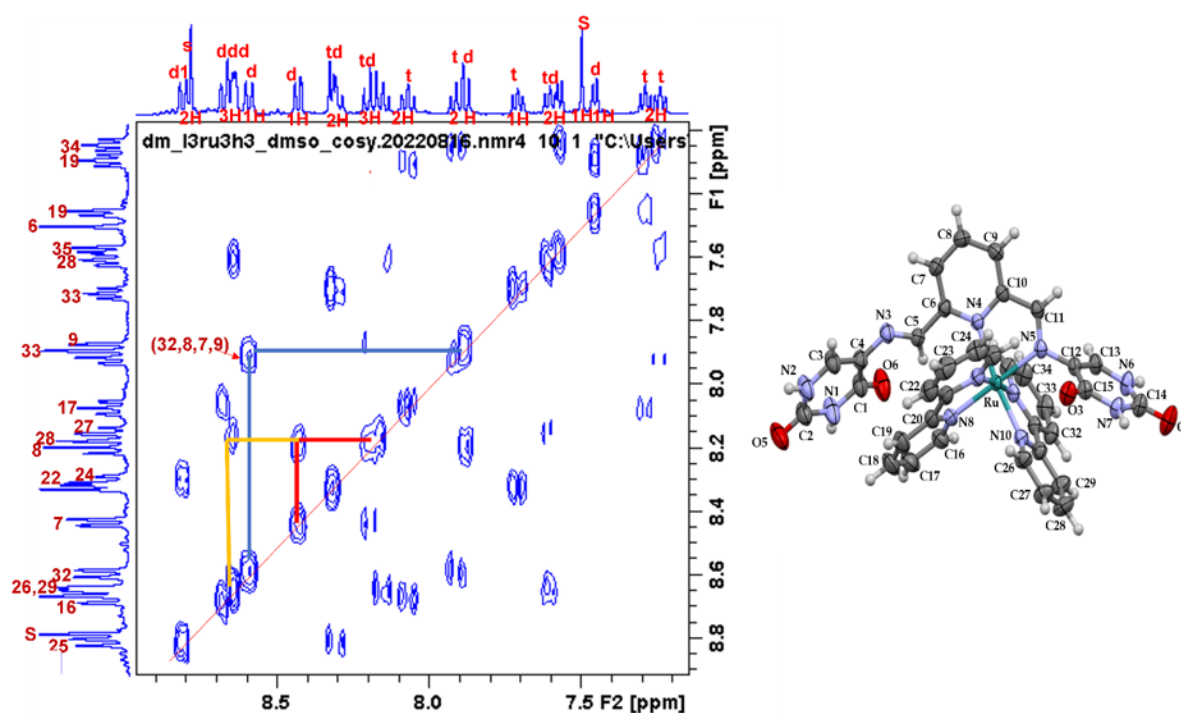 S
s
d1
d dd
d
d
td
td
t
t d
t
td
d
t
t
2H
3H
1H
1H
2H
3H
2H
2H
1H
2H
1H
1H
2H
dm_l3ru3h3_dmso_cosy.20220816.nmr4 10 1 "C:\Users
34
19
19
6
35
28
33
9
33
17
27
28
8
24
22
7
32
26,29
16
S
25
(32,8,7,9)
F1 [ppm]
7.6
7.8
8.0
8.2
8.4
8.6
8.8
8.5
8.0
7.5
F2 [ppm]
C8
C9
C7
C10
C6
N4
C11
N3
C5
N5
C24
C34
C12
C13
N6
C3
C4
O6
C23
C33
C15
C14
N2
N1
C1
C22
Ru
O3
N7
C2
O5
C20
N8
C32
C19
N10
C16
C18
C17
C26
C29
C27
C28